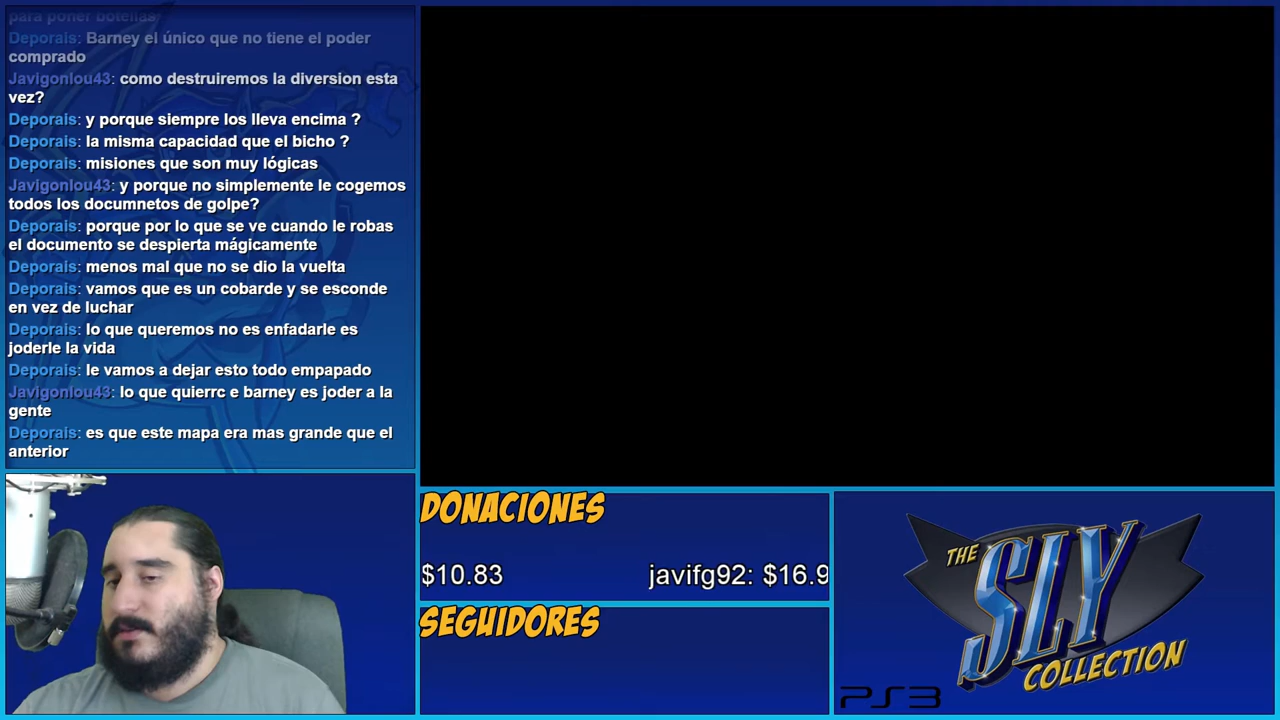 para poner botellas
Deporais: Barney el único que no tiene el poder
comprado
Javigonlou43: como destruiremos la diversion esta
vez?
Deporais: y porque siempre los lleva encima ?
Deporais: la misma capacidad que el bicho ?
Deporais: misiones que son muy lógicas
Javigonlou43: y porque no simplemente le cogemos
todos los documnetos de golpe?
Deporais: porque por lo que se ve cuando le robas
el documento se despierta mágicamente
Deporais: menos mal que no se dio la vuelta
Deporais: vamos que es un cobarde y se esconde
en vez de luchar
Deporais: lo que queremos no es enfadarle es
joderle la vida
Deporais: le vamos a dejar esto todo empapado
Javigonlou43: lo que quierrc e barney es joder a la
gente
Deporais: es que este mapa era mas grande que el
anterior
DONACIONES
$10.83 javifg92: $16.9
SEGUIDORES
THE
SLY
COLLECTION
PS3